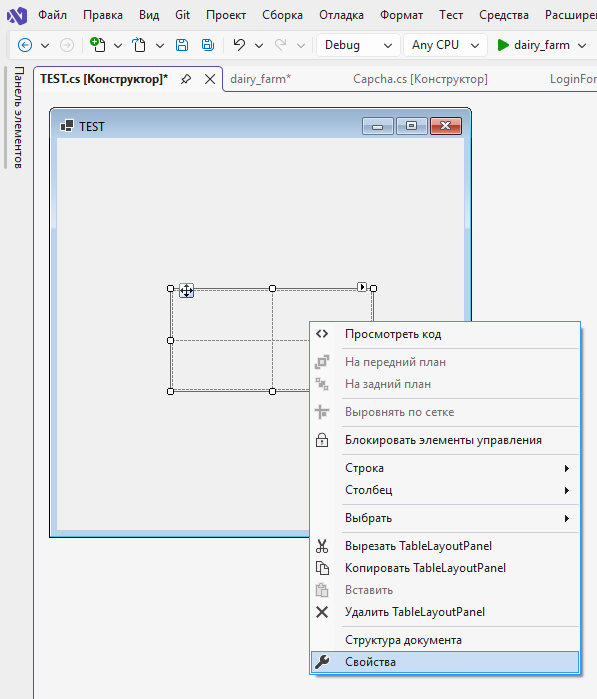 Файл Правка Вид Git Проект Сборка Отладка Формат Тест Средства Расширен
Debug Any CPU dairy_farm
TEST.cs [Конструктор]* dairy_farm* Capcha.cs [Конструктор] LoginFor
Панель элементов
TEST
Просмотреть код
На передний план
На задний план
Выровнять по сетке
Блокировать элементы управления
Строка
Столбец
Выбрать
Вырезать TableLayoutPanel
Копировать TableLayoutPanel
Вставить
Удалить TableLayoutPanel
Структура документа
Свойства